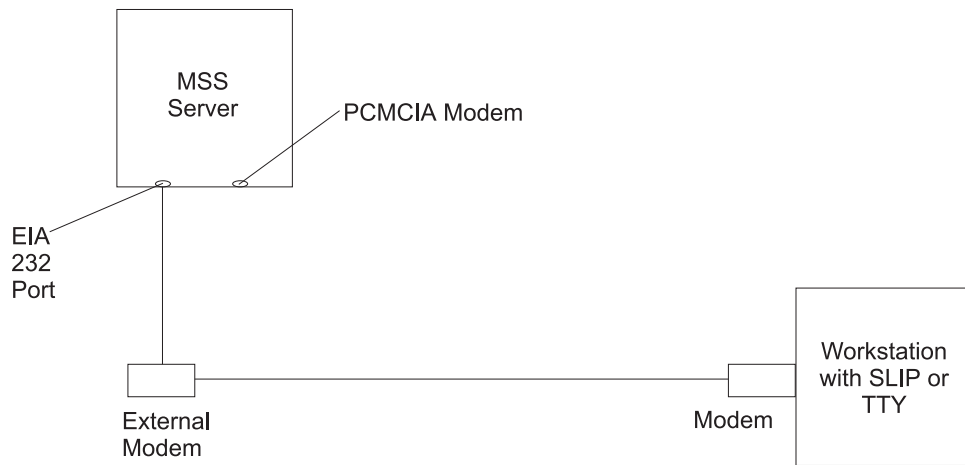 MSS
Server
PCMCIA Modem
EIA
232
Port
Workstation
with SLIP or
TTY
External
Modem
Modem